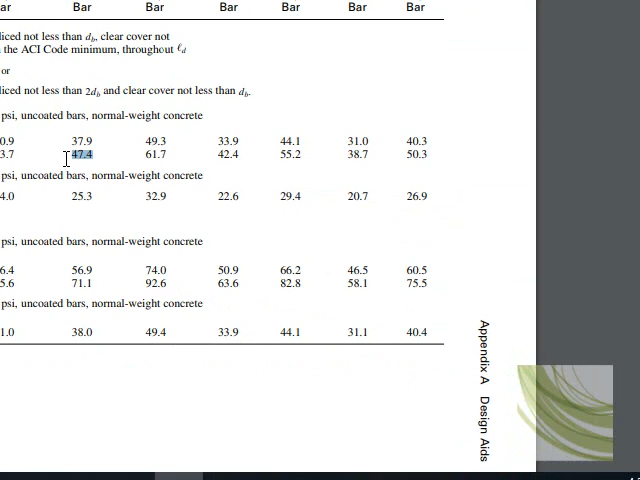 ar Bar Bar Bar Bar Bar Bar
iced not less than d_b, clear cover not
the ACI Code minimum, throughout ℓ_d
or
iced not less than 2d_b and clear cover not less than d_b.
psi, uncoated bars, normal-weight concrete
0.9 37.9 49.3 33.9 44.1 31.0 40.3
3.7 47.4 61.7 42.4 55.2 38.7 50.3
psi, uncoated bars, normal-weight concrete
4.0 25.3 32.9 22.6 29.4 20.7 26.9
psi, uncoated bars, normal-weight concrete
6.4 56.9 74.0 50.9 66.2 46.5 60.5
5.6 71.1 92.6 63.6 82.8 58.1 75.5
psi, uncoated bars, normal-weight concrete
1.0 38.0 49.4 33.9 44.1 31.1 40.4
Appendix A Design Aids